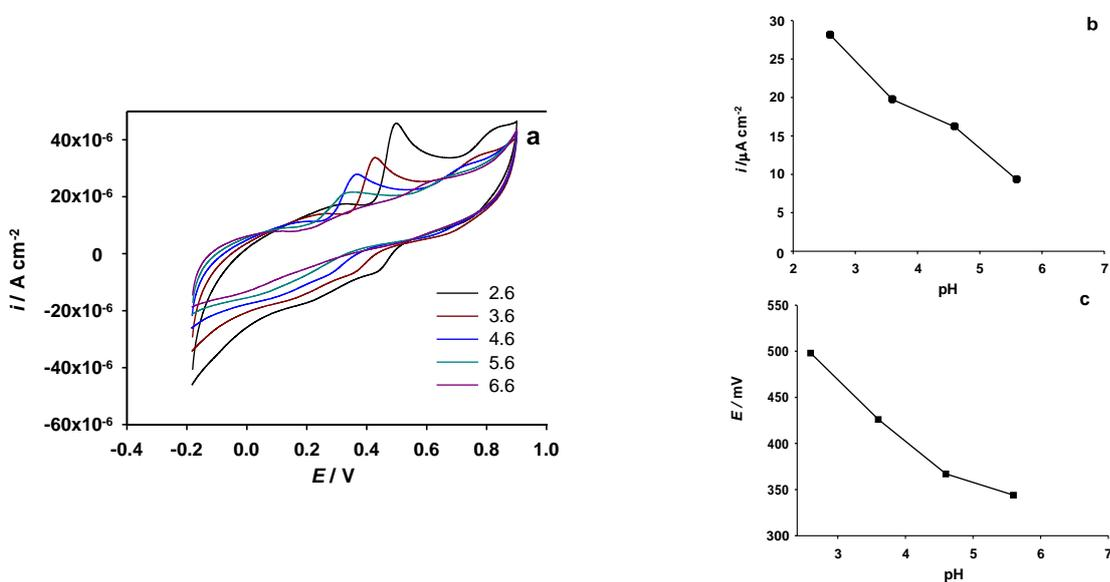 a
40x10⁻⁶
20x10⁻⁶
0
-20x10⁻⁶
-40x10⁻⁶
-60x10⁻⁶
i / A cm⁻²
2.6
3.6
4.6
5.6
6.6
-0.4 -0.2 0.0 0.2 0.4 0.6 0.8 1.0
E / V
b
30
25
20
15
10
5
0
i /µA cm⁻²
2 3 4 5 6 7
pH
c
550
500
450
400
350
300
E / mV
3 4 5 6 7
pH